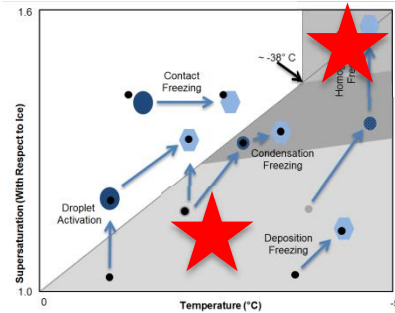 1.6
~ -38° C
Contact
Freezing
Condensation
Freezing
Droplet
Activation
Deposition
Freezing
Supersaturation (With Respect to Ice)
1.0
0
Temperature (°C)